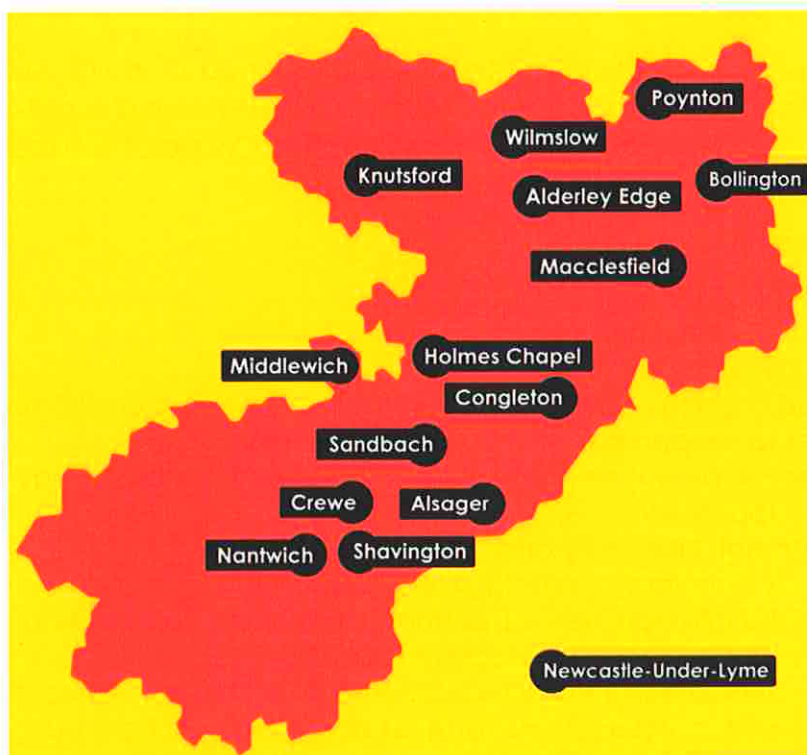 Poynton
Wilmslow
Knutsford
Bollington
Alderley Edge
Macclesfield
Holmes Chapel
Middlewich
Congleton
Sandbach
Crewe
Alsager
Nantwich
Shavington
Newcastle-Under-Lyme